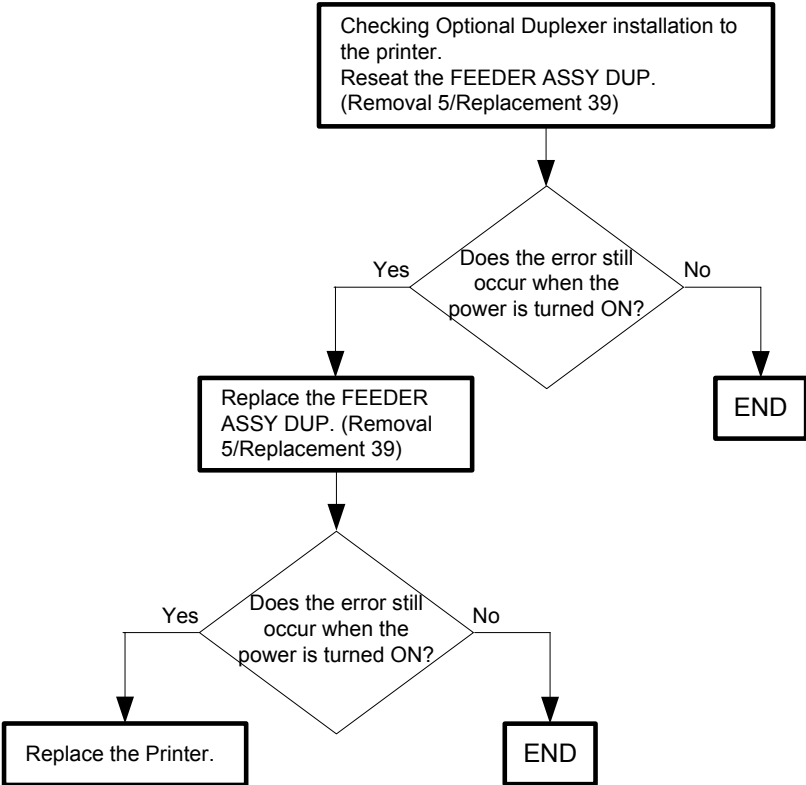 Checking Optional Duplexer installation to
the printer.
Reseat the FEEDER ASSY DUP.
(Removal 5/Replacement 39)
Does the error still
occur when the
power is turned ON?
Yes
No
Replace the FEEDER
ASSY DUP. (Removal
5/Replacement 39)
END
Does the error still
occur when the
power is turned ON?
Yes
No
Replace the Printer.
END